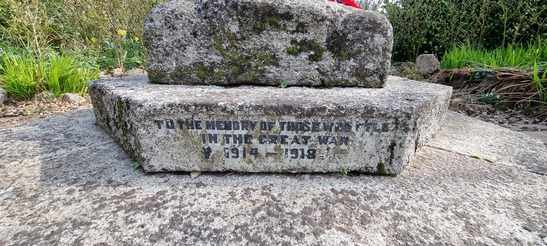 TO THE MEMORY OF THOSE WHO FELL
IN THE GREAT WAR
1914 - 1918